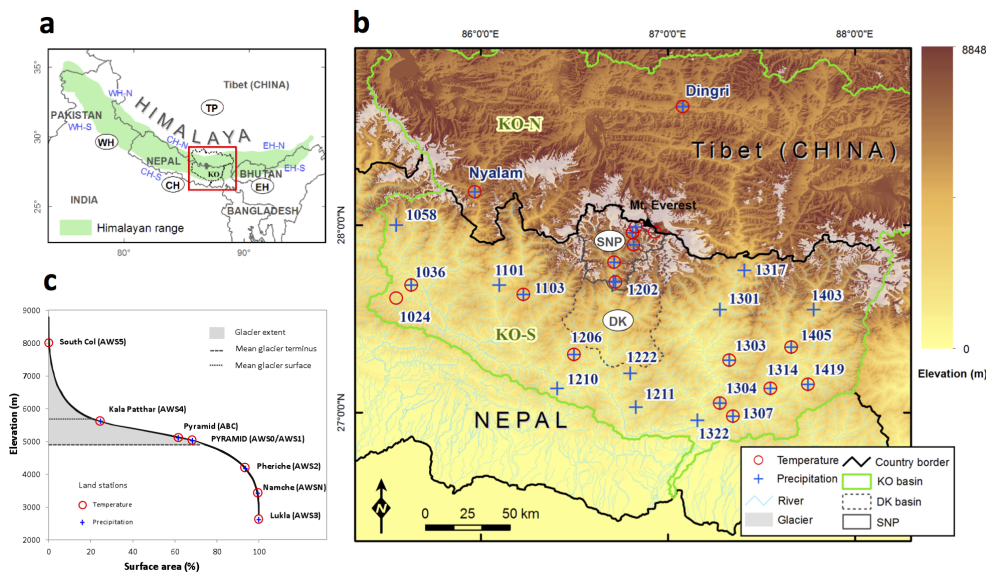 a
35°
30°
25°
80°
90°
Tibet (CHINA)
TP
HIMALAYA
WH-N
PAKISTAN
WH-S
WH
CH-N
EH-N
NEPAL
KO
BHUTAN
EH-S
CH-S
CH
EH
INDIA
BANGLADESH
Himalayan range
b
86°0'0"E
87°0'0"E
88°0'0"E
28°0'0"N
27°0'0"N
Dingri
KO-N
Tibet (CHINA)
Nyalam
Mt. Everest
1058
SNP
1317
1036
1101
1103
1202
1301
1403
1024
DK
KO-S
1206
1303
1405
1222
1314
1419
1210
1211
1304
1307
NEPAL
1322
N
0 25 50 km
8848
0
Elevation (m)
Temperature
Precipitation
River
Glacier
Country border
KO basin
DK basin
SNP
c
9000
8000
7000
6000
5000
4000
3000
2000
Elevation (m)
Glacier extent
Mean glacier terminus
Mean glacier surface
South Col (AWS5)
Kala Patthar (AWS4)
Pyramid (ABC)
PYRAMID (AWS0/AWS1)
Pheriche (AWS2)
Namche (AWSN)
Lukla (AWS3)
Land stations
Temperature
Precipitation
0 20 40 60 80 100
Surface area (%)